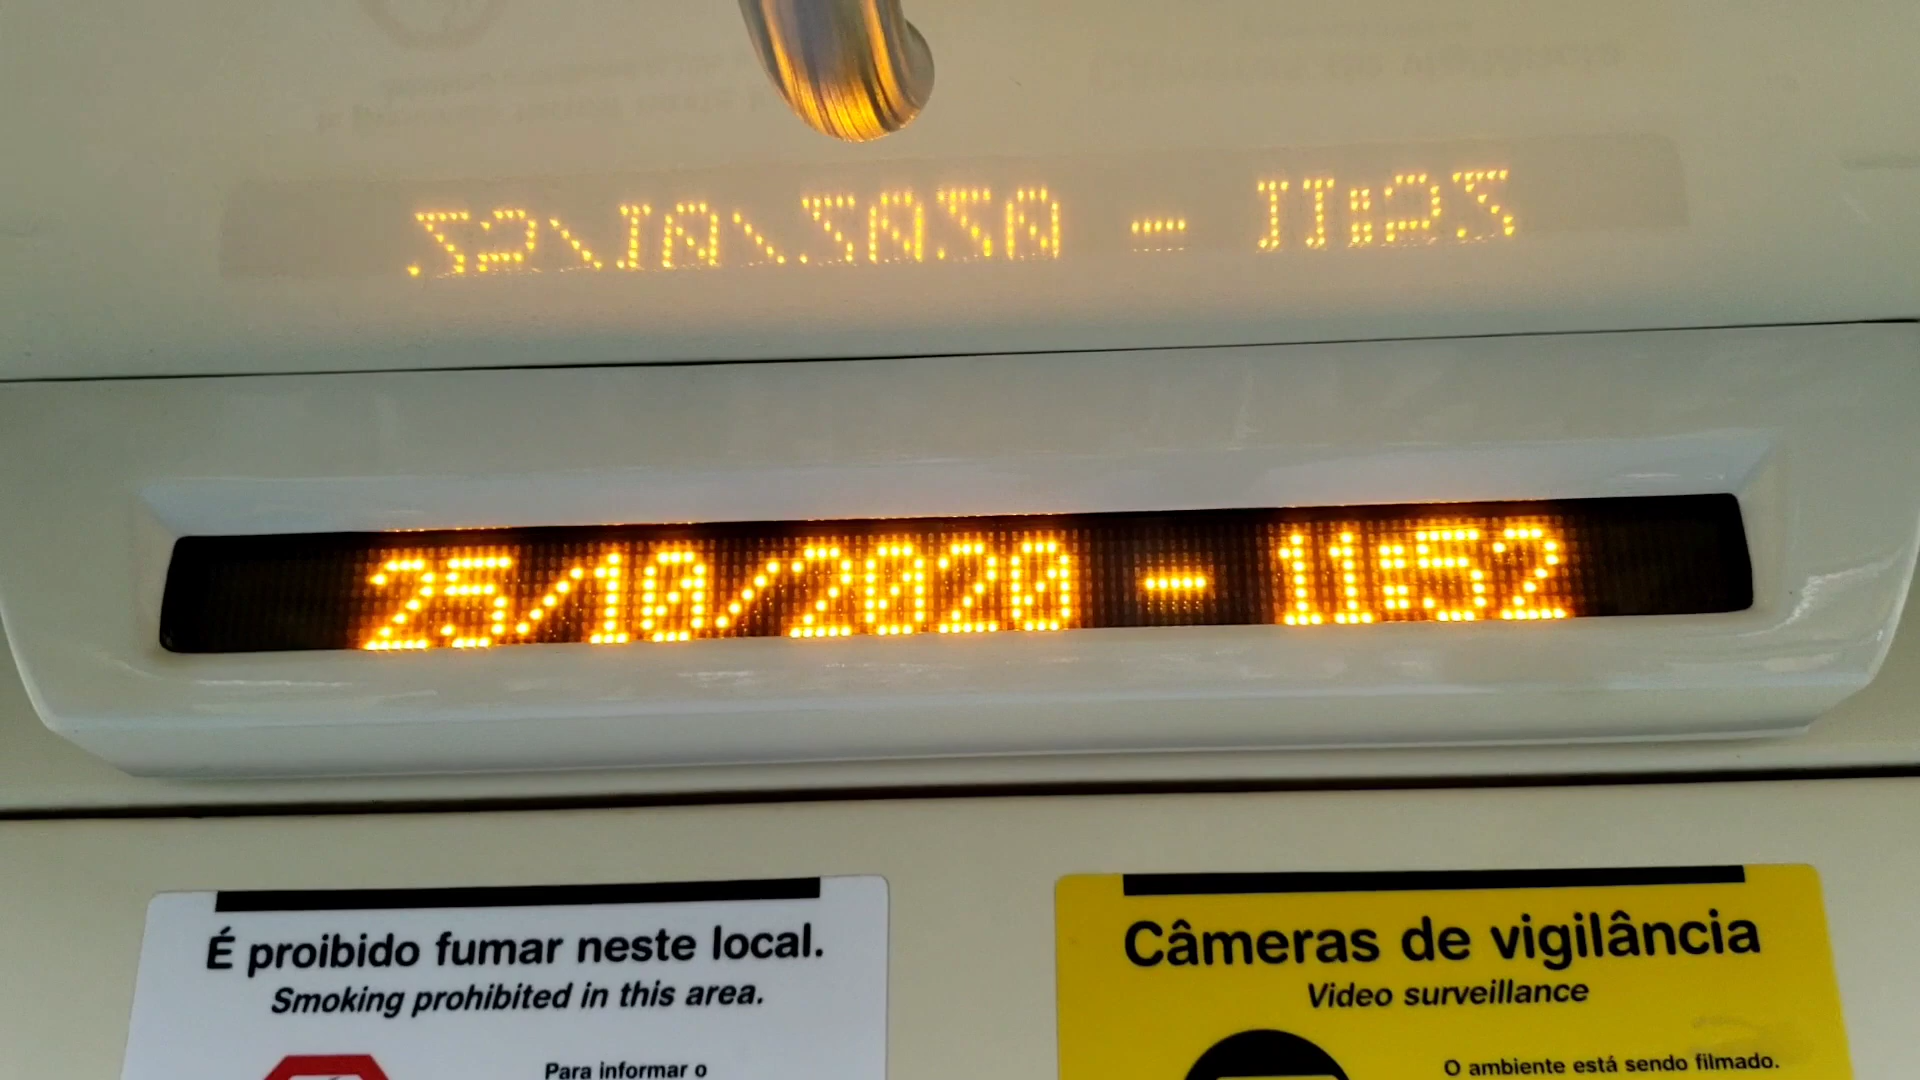 25/10/2020 - 11:52
É proibido fumar neste local.
Smoking prohibited in this area.
Para informar o
Câmeras de vigilância
Video surveillance
O ambiente está sendo filmado.